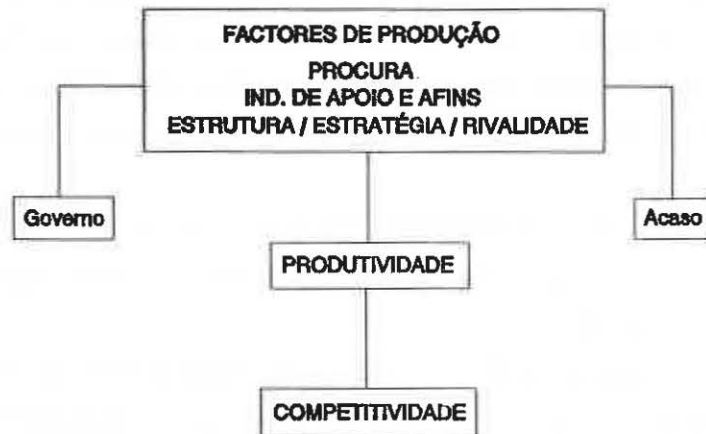 FACTORES DE PRODUÇÃO
PROCURA
IND. DE APOIO E AFINS
ESTRUTURA / ESTRATÉGIA / RIVALIDADE
Governo
Acaso
PRODUTIVIDADE
COMPETITIVIDADE